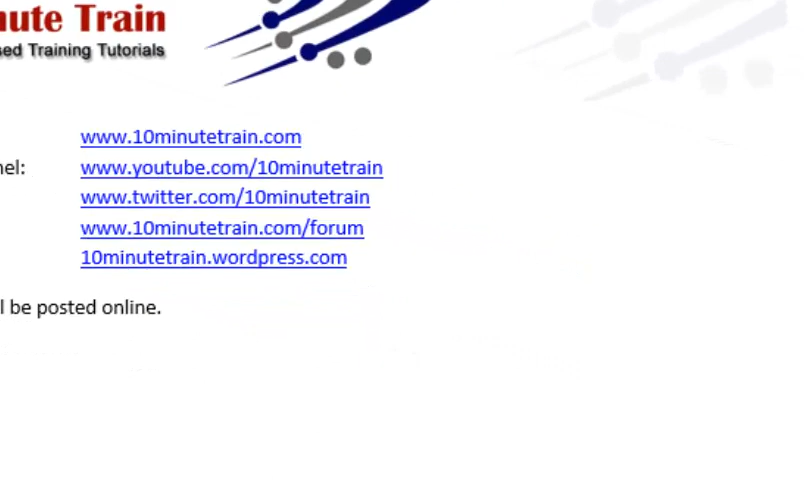 nute Train
sed Training Tutorials
www.10minutetrain.com
nel: www.youtube.com/10minutetrain
www.twitter.com/10minutetrain
www.10minutetrain.com/forum
10minutetrain.wordpress.com
l be posted online.